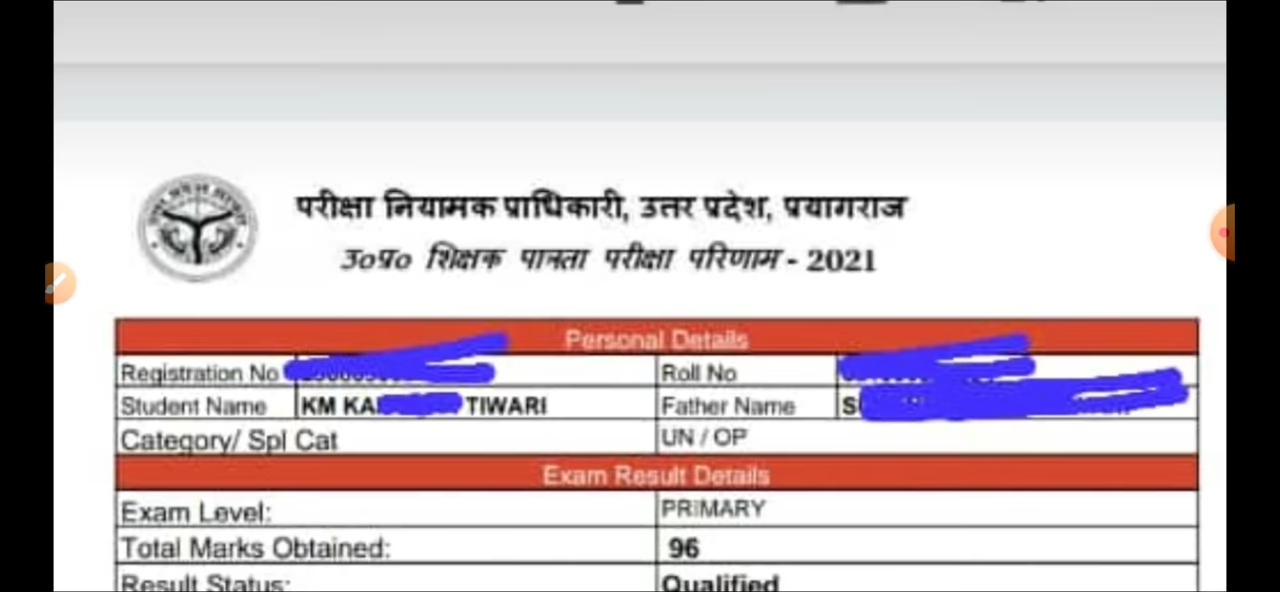 परीक्षा नियामक प्राधिकारी, उत्तर प्रदेश, प्रयागराज
उ०प्र० शिक्षक पात्रता परीक्षा परिणाम - 2021
Personal Details
Registration No Roll No
Student Name KM KA TIWARI Father Name S
Category/ Spl Cat UN / OP
Exam Result Details
Exam Level: PRIMARY
Total Marks Obtained: 96
Result Status: Qualified